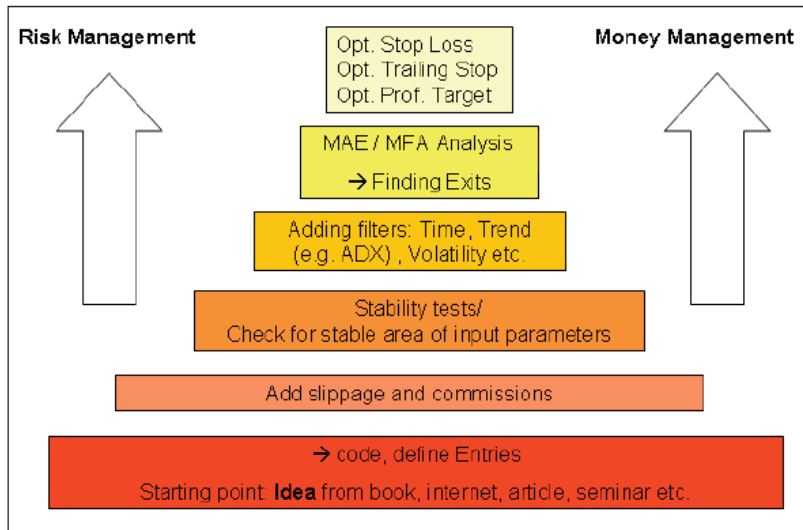 Risk Management
Money Management
Opt. Stop Loss
Opt. Trailing Stop
Opt. Prof. Target
MAE / MFA Analysis
→ Finding Exits
Adding filters: Time, Trend
(e.g. ADX) , Volatility etc.
Stability tests/
Check for stable area of input parameters
Add slippage and commissions
→ code, define Entries
Starting point: Idea from book, internet, article, seminar etc.